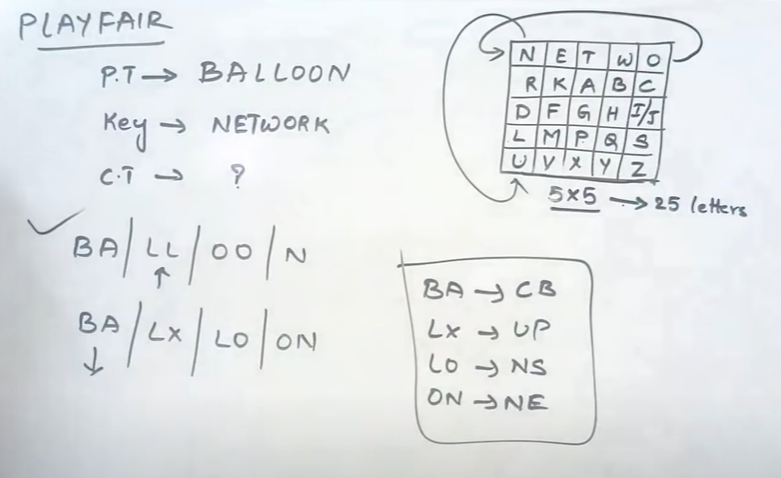 PLAYFAIR
P.T → BALLOON
Key → NETWORK
C.T → ?
BA / LL / OO / N
BA / LX / LO / ON
N E T W O
R K A B C
D F G H I/J
L M P Q S
U V X Y Z
5x5 → 25 letters
BA → CB
LX → UP
LO → NS
ON → NE